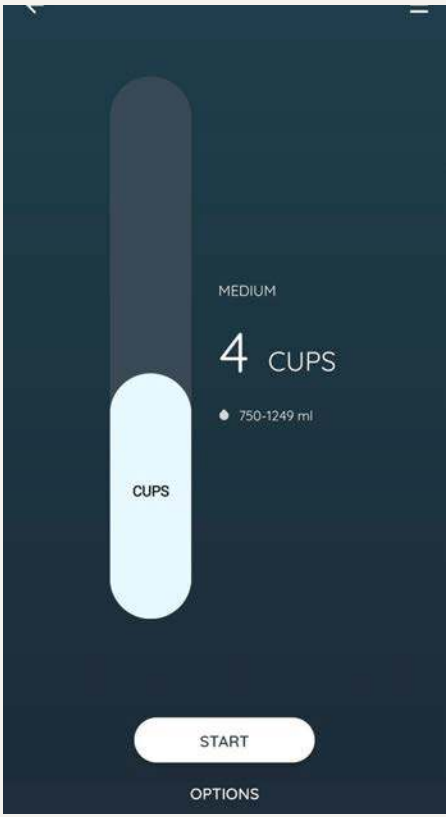 MEDIUM
4 CUPS
750-1249 ml
CUPS
START
OPTIONS